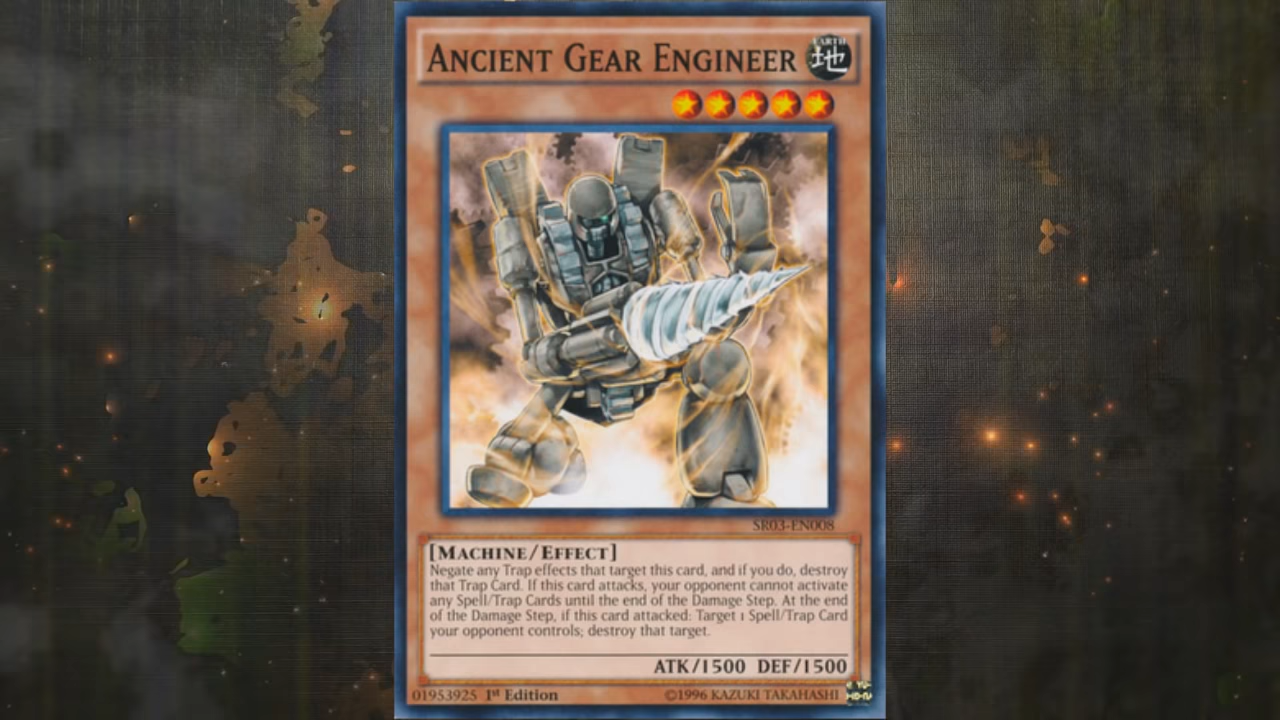 ANCIENT GEAR ENGINEER
EARTH
地
SR03-EN008
[MACHINE/EFFECT]
Negate any Trap effects that target this card, and if you do, destroy
that Trap Card. If this card attacks, your opponent cannot activate
any Spell/Trap Cards until the end of the Damage Step. At the end
of the Damage Step, if this card attacked: Target 1 Spell/Trap Card
your opponent controls; destroy that target.
ATK/1500 DEF/1500
01953925 1st Edition ©1996 KAZUKI TAKAHASHI